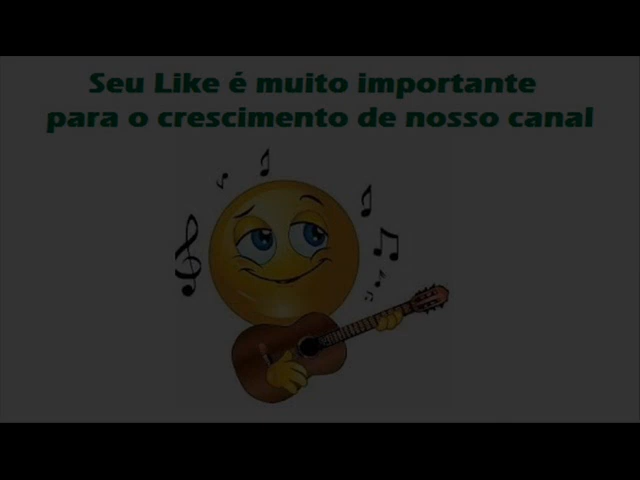 Seu Like é muito importante
para o crescimento de nosso canal